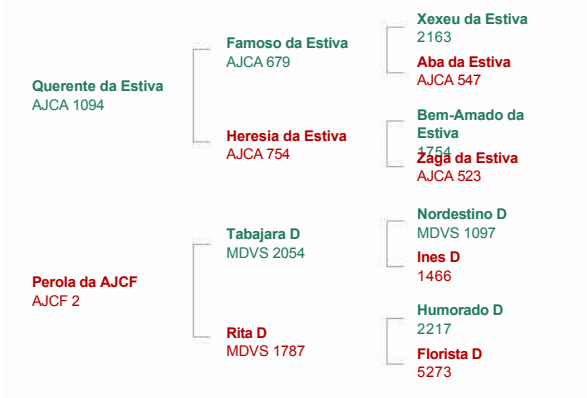 Querente da Estiva
AJCA 1094
Famoso da Estiva
AJCA 679
Heresia da Estiva
AJCA 754
Xexeu da Estiva
2163
Aba da Estiva
AJCA 547
Bem-Amado da
Estiva
1754
Zaga da Estiva
AJCA 523
Perola da AJCF
AJCF 2
Tabajara D
MDVS 2054
Rita D
MDVS 1787
Nordestino D
MDVS 1097
Ines D
1466
Humorado D
2217
Florista D
5273